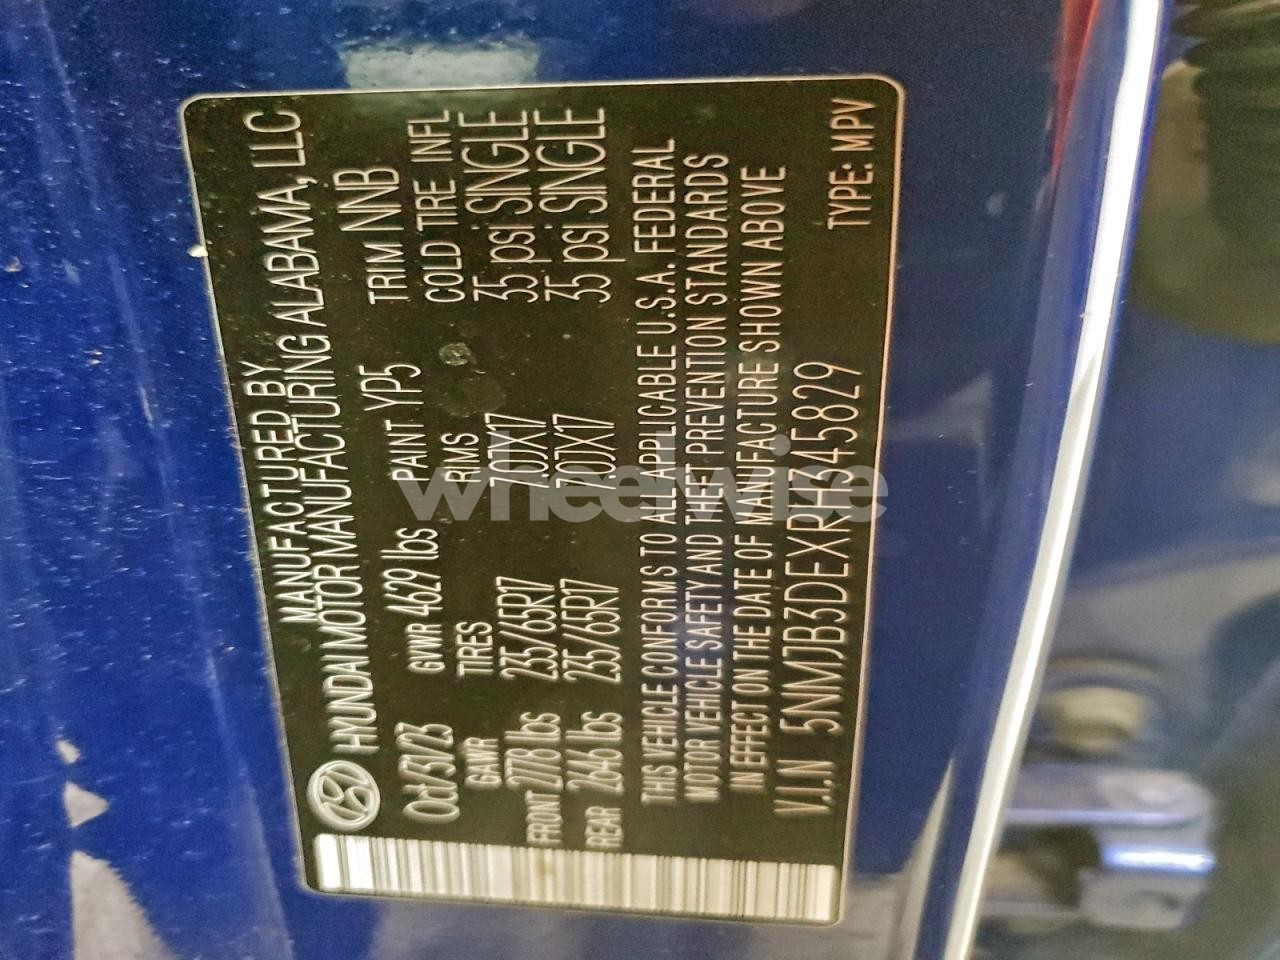 MANUFACTURED BY
HYUNDAI MOTOR MANUFACTURING ALABAMA, LLC
Oct/31/23 GVWR 4629 lbs PAINT YP5 TRIM NNB
GAWR TIRES RIMS COLD TIRE INFL
FRONT 2778 lbs 235/65R17 7.0JX17 35 psi SINGLE
REAR 2646 lbs 235/65R17 7.0JX17 35 psi SINGLE
THIS VEHICLE CONFORMS TO ALL APPLICABLE U.S.A. FEDERAL
MOTOR VEHICLE SAFETY AND THEFT PREVENTION STANDARDS
IN EFFECT ON THE DATE OF MANUFACTURE SHOWN ABOVE
V.I.N 5NMJB3DEXRH345829 TYPE: MPV
wheelwise